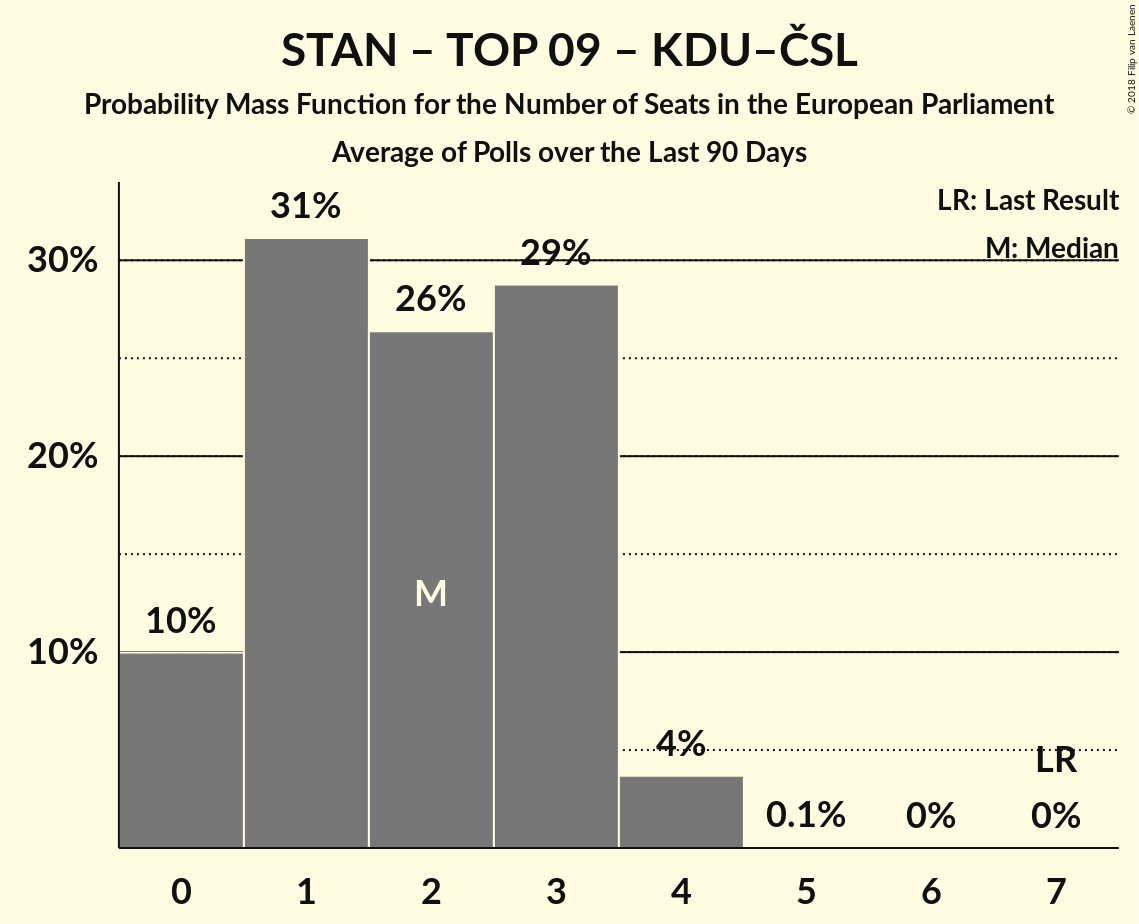 STAN – TOP 09 – KDU–ČSL
Probability Mass Function for the Number of Seats in the European Parliament
Average of Polls over the Last 90 Days
© 2018 Filip van Laenen
LR: Last Result
M: Median
30%
20%
10%
10%
31%
26%
29%
4%
0.1%
0%
0%
M
LR
0 1 2 3 4 5 6 7